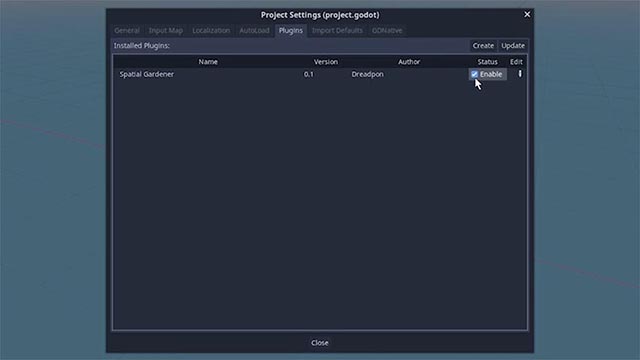 Project Settings (project.godot)
General Input Map Localization AutoLoad Plugins Import Defaults GDNative
Installed Plugins: Create Update
Name Version Author Status Edit
Spatial Gardener 0.1 Dreadpon Enable
Close